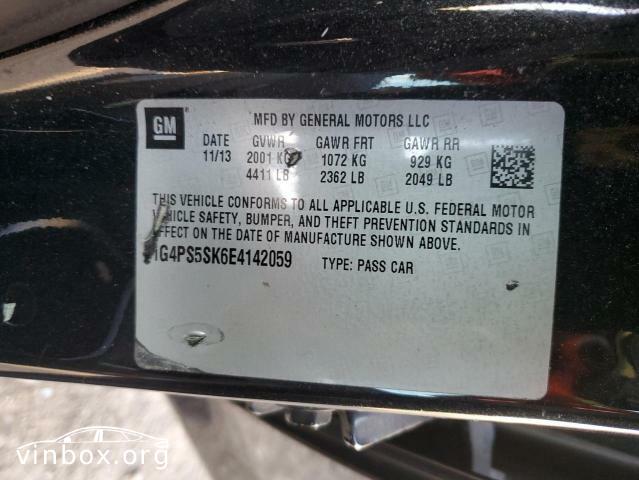 GM
MFD BY GENERAL MOTORS LLC
DATE GVWR GAWR FRT GAWR RR
11/13 2001 KG 1072 KG 929 KG
4411 LB 2362 LB 2049 LB
THIS VEHICLE CONFORMS TO ALL APPLICABLE U.S. FEDERAL MOTOR
VEHICLE SAFETY, BUMPER, AND THEFT PREVENTION STANDARDS IN
EFFECT ON THE DATE OF MANUFACTURE SHOWN ABOVE.
1G4PS5SK6E4142059 TYPE: PASS CAR
vinbox.org